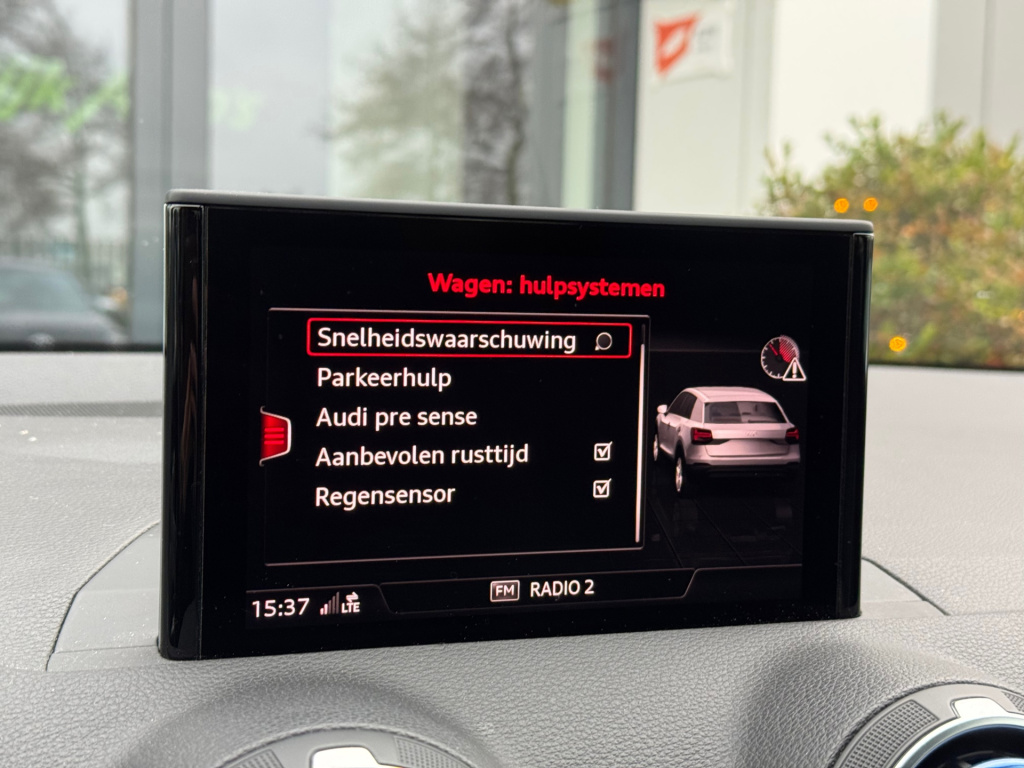 Wagen: hulpsystemen
Snelheidswaarschuwing
Parkeerhulp
Audi pre sense
Aanbevolen rusttijd
Regensensor
FM RADIO 2
15:37 LTE